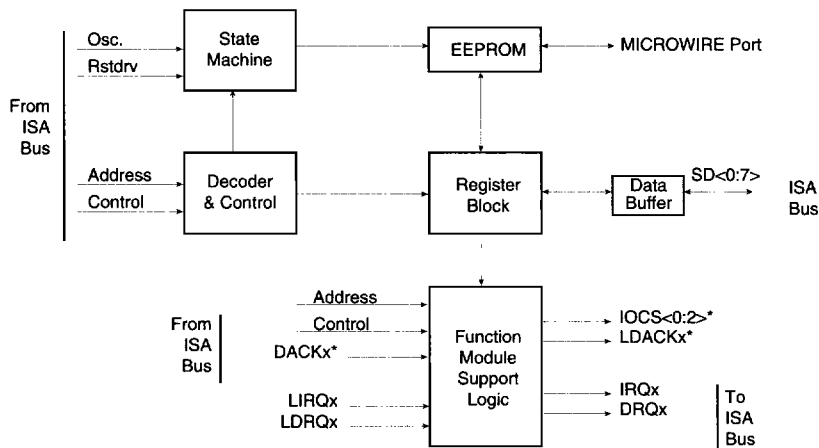 Osc.
Rstdrv
State
Machine
EEPROM
MICROWIRE Port
From
ISA
Bus
Address
Control
Decoder
& Control
Register
Block
Data
Buffer
SD<0:7>
ISA
Bus
From
ISA
Bus
Address
Control
DACKx*
LIRQx
LDRQx
Function
Module
Support
Logic
IOCS<0:2>*
LDACKx*
IRQx
DRQx
To
ISA
Bus